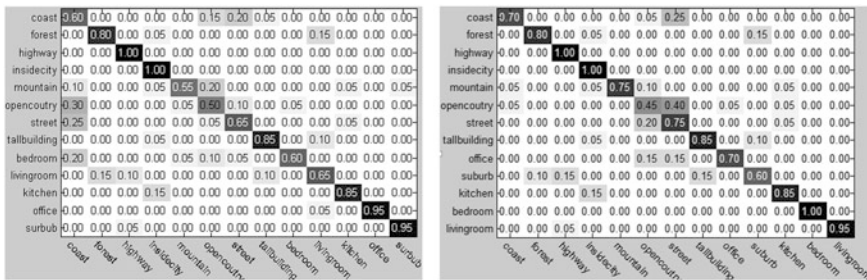 coast 0.60 0.00 0.00 0.00 0.00 0.15 0.20 0.05 0.00 0.00 0.00 0.00 0.00
forest 0.00 0.80 0.00 0.05 0.00 0.00 0.00 0.00 0.00 0.15 0.00 0.00 0.00
highway 0.00 0.00 1.00 0.00 0.00 0.00 0.00 0.00 0.00 0.00 0.00 0.00 0.00
insidecity 0.00 0.00 0.00 1.00 0.00 0.00 0.00 0.00 0.00 0.00 0.00 0.00 0.00
mountain 0.10 0.00 0.00 0.05 0.55 0.20 0.00 0.00 0.00 0.00 0.05 0.00 0.05
opencoutry 0.30 0.00 0.00 0.00 0.05 0.50 0.10 0.00 0.05 0.00 0.00 0.00 0.00
street 0.25 0.00 0.00 0.00 0.00 0.05 0.65 0.00 0.00 0.00 0.05 0.00 0.00
tallbuilding 0.00 0.00 0.00 0.05 0.00 0.00 0.00 0.85 0.00 0.10 0.00 0.00 0.00
bedroom 0.20 0.00 0.00 0.00 0.05 0.10 0.05 0.00 0.60 0.00 0.00 0.00 0.00
livingroom 0.00 0.15 0.10 0.00 0.00 0.00 0.00 0.10 0.00 0.65 0.00 0.00 0.00
kitchen 0.00 0.00 0.00 0.15 0.00 0.00 0.00 0.00 0.00 0.00 0.85 0.00 0.00
office 0.00 0.00 0.00 0.00 0.00 0.00 0.00 0.00 0.00 0.05 0.00 0.95 0.00
surbub 0.00 0.00 0.05 0.00 0.00 0.00 0.00 0.00 0.00 0.00 0.00 0.00 0.95
coast forest highway insidecity mountain opencoutry street tallbuilding bedroom livingroom kitchen office surbub
coast 0.70 0.00 0.00 0.00 0.00 0.05 0.25 0.00 0.00 0.00 0.00 0.00 0.00
forest 0.00 0.80 0.00 0.05 0.00 0.00 0.00 0.00 0.00 0.15 0.00 0.00 0.00
highway 0.00 0.00 1.00 0.00 0.00 0.00 0.00 0.00 0.00 0.00 0.00 0.00 0.00
insidecity 0.00 0.00 0.00 1.00 0.00 0.00 0.00 0.00 0.00 0.00 0.00 0.00 0.00
mountain 0.05 0.00 0.00 0.05 0.75 0.10 0.00 0.00 0.00 0.00 0.05 0.00 0.00
opencoutry 0.05 0.00 0.00 0.00 0.00 0.45 0.40 0.00 0.05 0.00 0.05 0.00 0.00
street 0.00 0.00 0.00 0.00 0.00 0.20 0.75 0.00 0.00 0.00 0.05 0.00 0.00
tallbuilding 0.00 0.00 0.00 0.05 0.00 0.00 0.00 0.85 0.00 0.10 0.00 0.00 0.00
office 0.00 0.00 0.00 0.00 0.00 0.15 0.15 0.00 0.70 0.00 0.00 0.00 0.00
suburb 0.00 0.10 0.15 0.00 0.00 0.00 0.00 0.15 0.00 0.60 0.00 0.00 0.00
kitchen 0.00 0.00 0.00 0.15 0.00 0.00 0.00 0.00 0.00 0.00 0.85 0.00 0.00
bedroom 0.00 0.00 0.00 0.00 0.00 0.00 0.00 0.00 0.00 0.00 0.00 1.00 0.00
livingroom 0.00 0.00 0.05 0.00 0.00 0.00 0.00 0.00 0.00 0.00 0.00 0.00 0.95
coast forest highway insidecity mountain opencoutry street tallbuilding office suburb kitchen bedroom livingroom